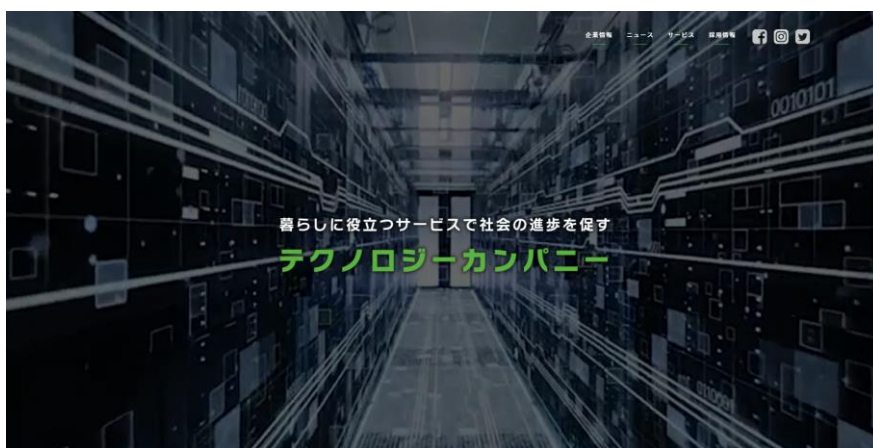 企業情報
ニュース
サービス
採用情報
0010101
暮らしに役立つサービスで社会の進歩を促す
テクノロジーカンパニー